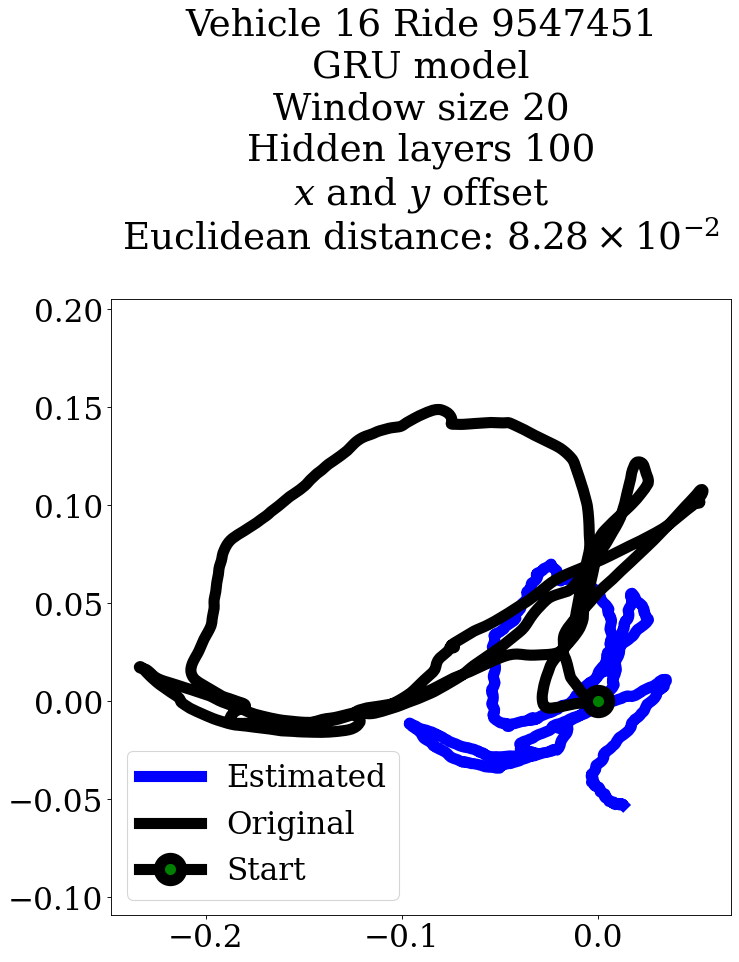 Vehicle 16 Ride 9547451
GRU model
Window size 20
Hidden layers 100
x and y offset
Euclidean distance: 8.28 × 10⁻²
0.20
0.15
0.10
0.05
0.00
−0.05
−0.10
Estimated
Original
Start
−0.2
−0.1
0.0